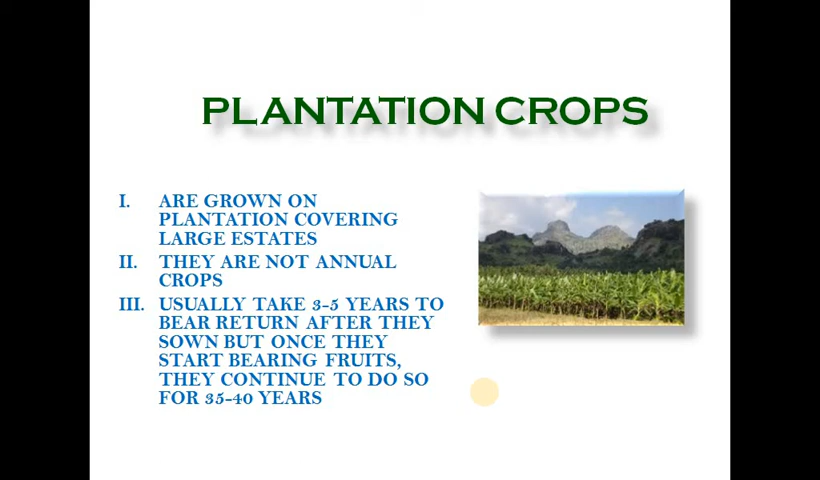 PLANTATION CROPS
I. ARE GROWN ON
PLANTATION COVERING
LARGE ESTATES
II. THEY ARE NOT ANNUAL
CROPS
III. USUALLY TAKE 3-5 YEARS TO
BEAR RETURN AFTER THEY
SOWN BUT ONCE THEY
START BEARING FRUITS,
THEY CONTINUE TO DO SO
FOR 35-40 YEARS